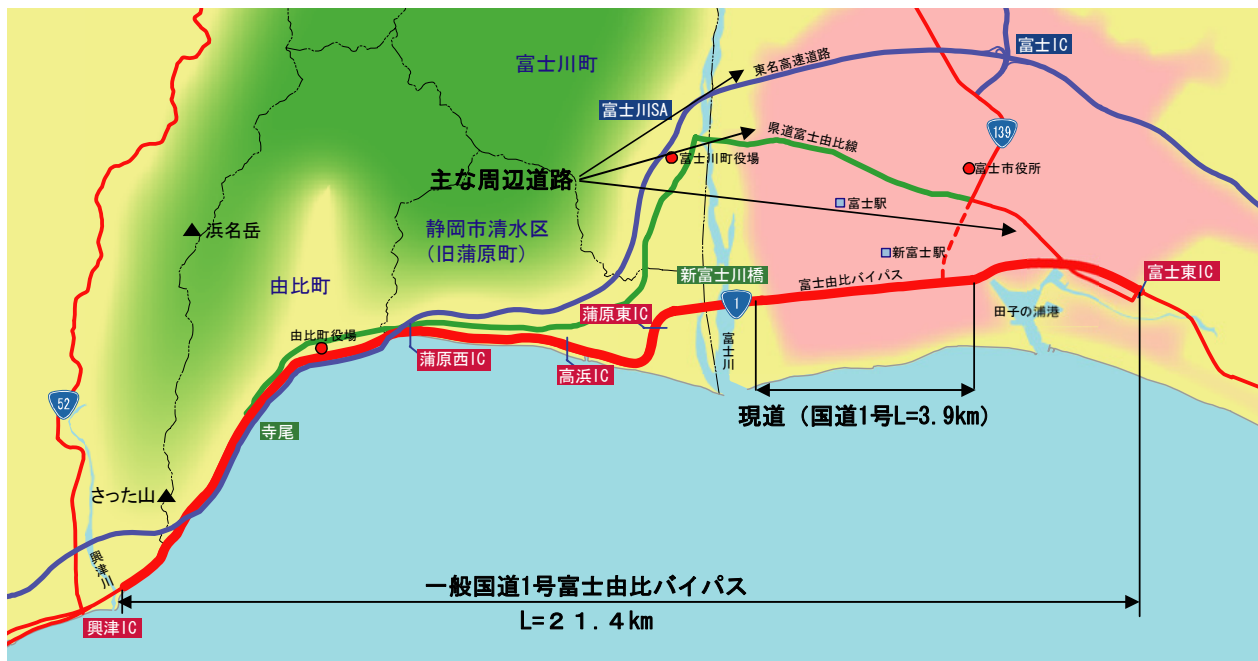 富士川町
東名高速道路
富士IC
富士川SA
県道富士由比線
139
富士川町役場
富士市役所
主な周辺道路
富士駅
浜名岳
静岡市清水区
(旧蒲原町)
新富士駅
新富士川橋
富士由比バイパス
富士東IC
由比町
蒲原東IC
1
田子の浦港
由比町役場
富士川
蒲原西IC
高浜IC
52
現道（国道1号L=3.9km）
寺尾
さった山
興津川
一般国道1号富士由比バイパス
L=２１.４km
興津IC